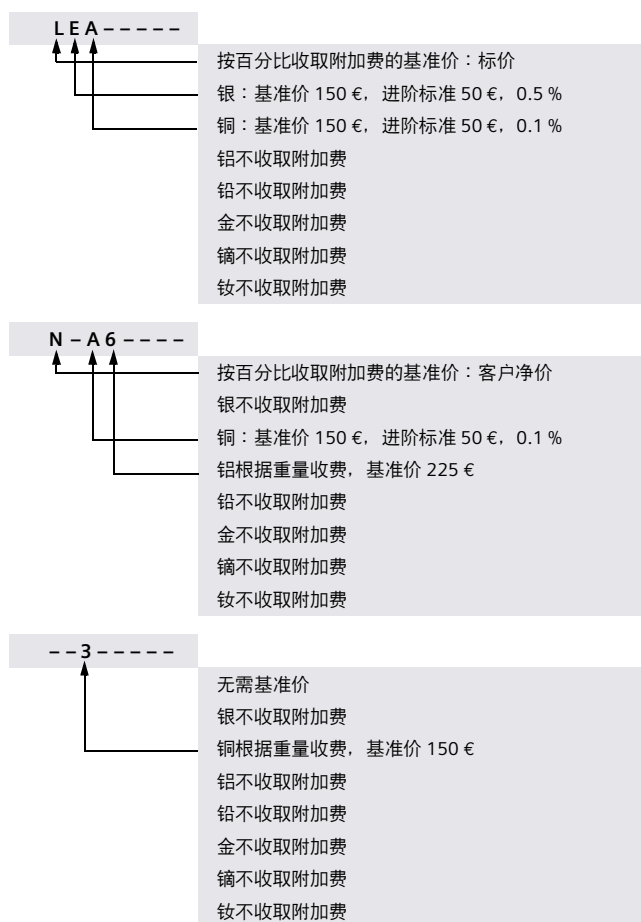 L E A – – – – –
按百分比收取附加费的基准价：标价
银：基准价 150 €，进阶标准 50 €，0.5 %
铜：基准价 150 €，进阶标准 50 €，0.1 %
铝不收取附加费
铅不收取附加费
金不收取附加费
镝不收取附加费
钕不收取附加费
N – A 6 – – – –
按百分比收取附加费的基准价：客户净价
银不收取附加费
铜：基准价 150 €，进阶标准 50 €，0.1 %
铝根据重量收费，基准价 225 €
铅不收取附加费
金不收取附加费
镝不收取附加费
钕不收取附加费
– – 3 – – – – –
无需基准价
银不收取附加费
铜根据重量收费，基准价 150 €
铝不收取附加费
铅不收取附加费
金不收取附加费
镝不收取附加费
钕不收取附加费